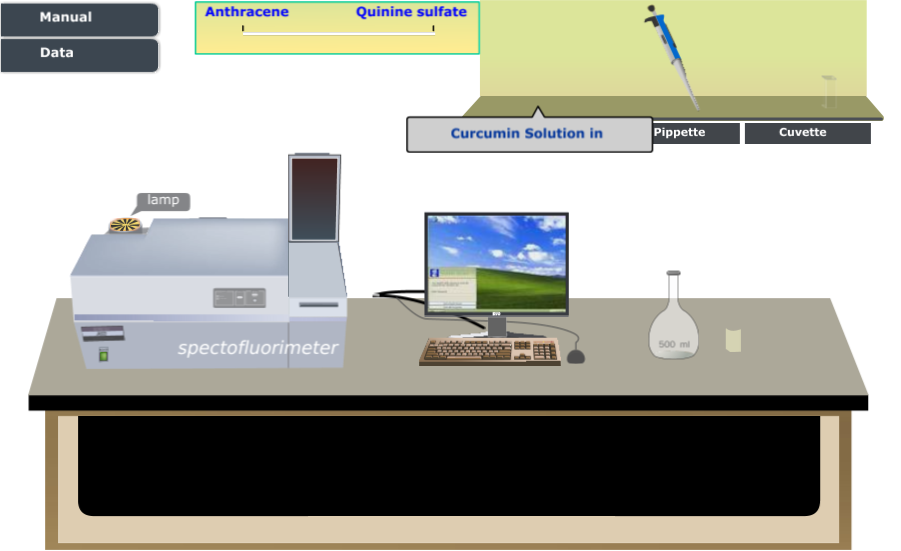 Manual
Data
Anthracene
Quinine sulfate
Curcumin Solution in
Pippette
Cuvette
lamp
spectofluorimeter
500 ml